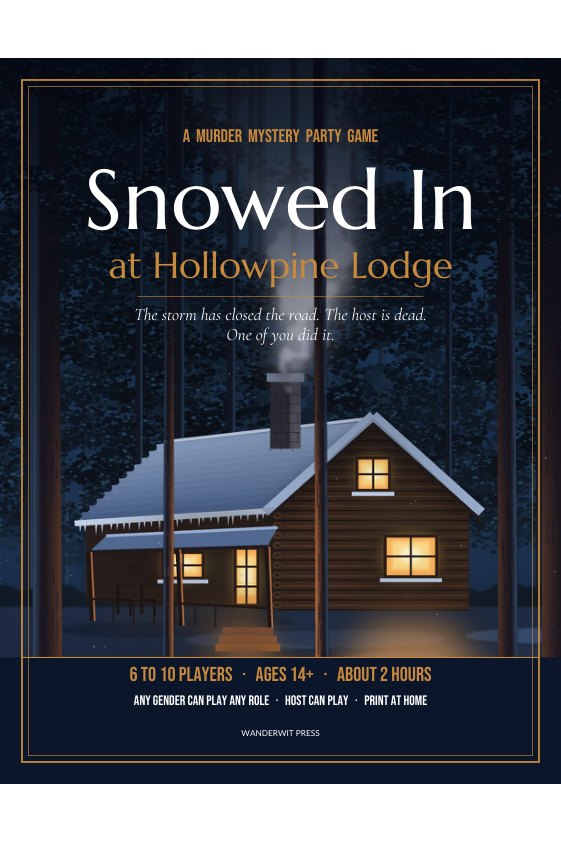 A MURDER MYSTERY PARTY GAME
Snowed In
at Hollowpine Lodge
The storm has closed the road. The host is dead.
One of you did it.
6 TO 10 PLAYERS · AGES 14+ · ABOUT 2 HOURS
ANY GENDER CAN PLAY ANY ROLE · HOST CAN PLAY · PRINT AT HOME
WANDERWIT PRESS